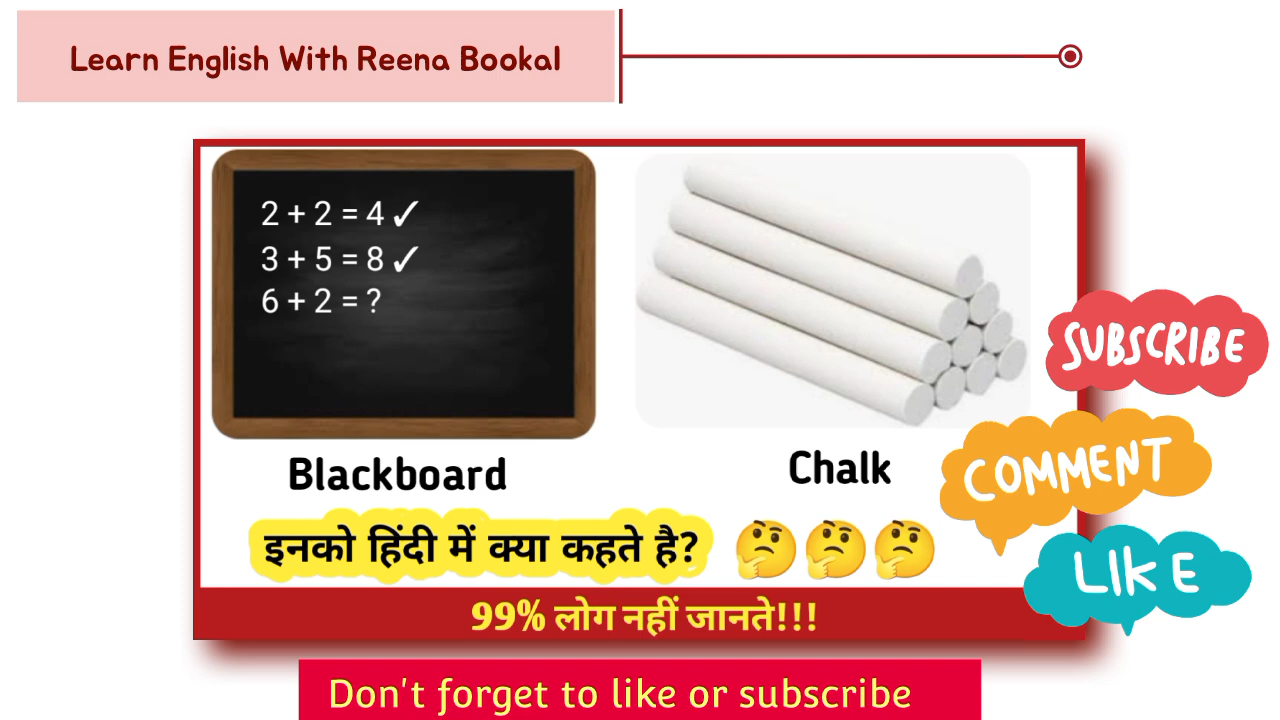 Learn English With Reena Bookal
2 + 2 = 4 ✓
3 + 5 = 8 ✓
6 + 2 = ?
Blackboard
Chalk
SUBSCRIBE
COMMENT
LIKE
इनको हिंदी में क्या कहते है? 🤔🤔🤔
99% लोग नहीं जानते!!!
Don't forget to like or subscribe